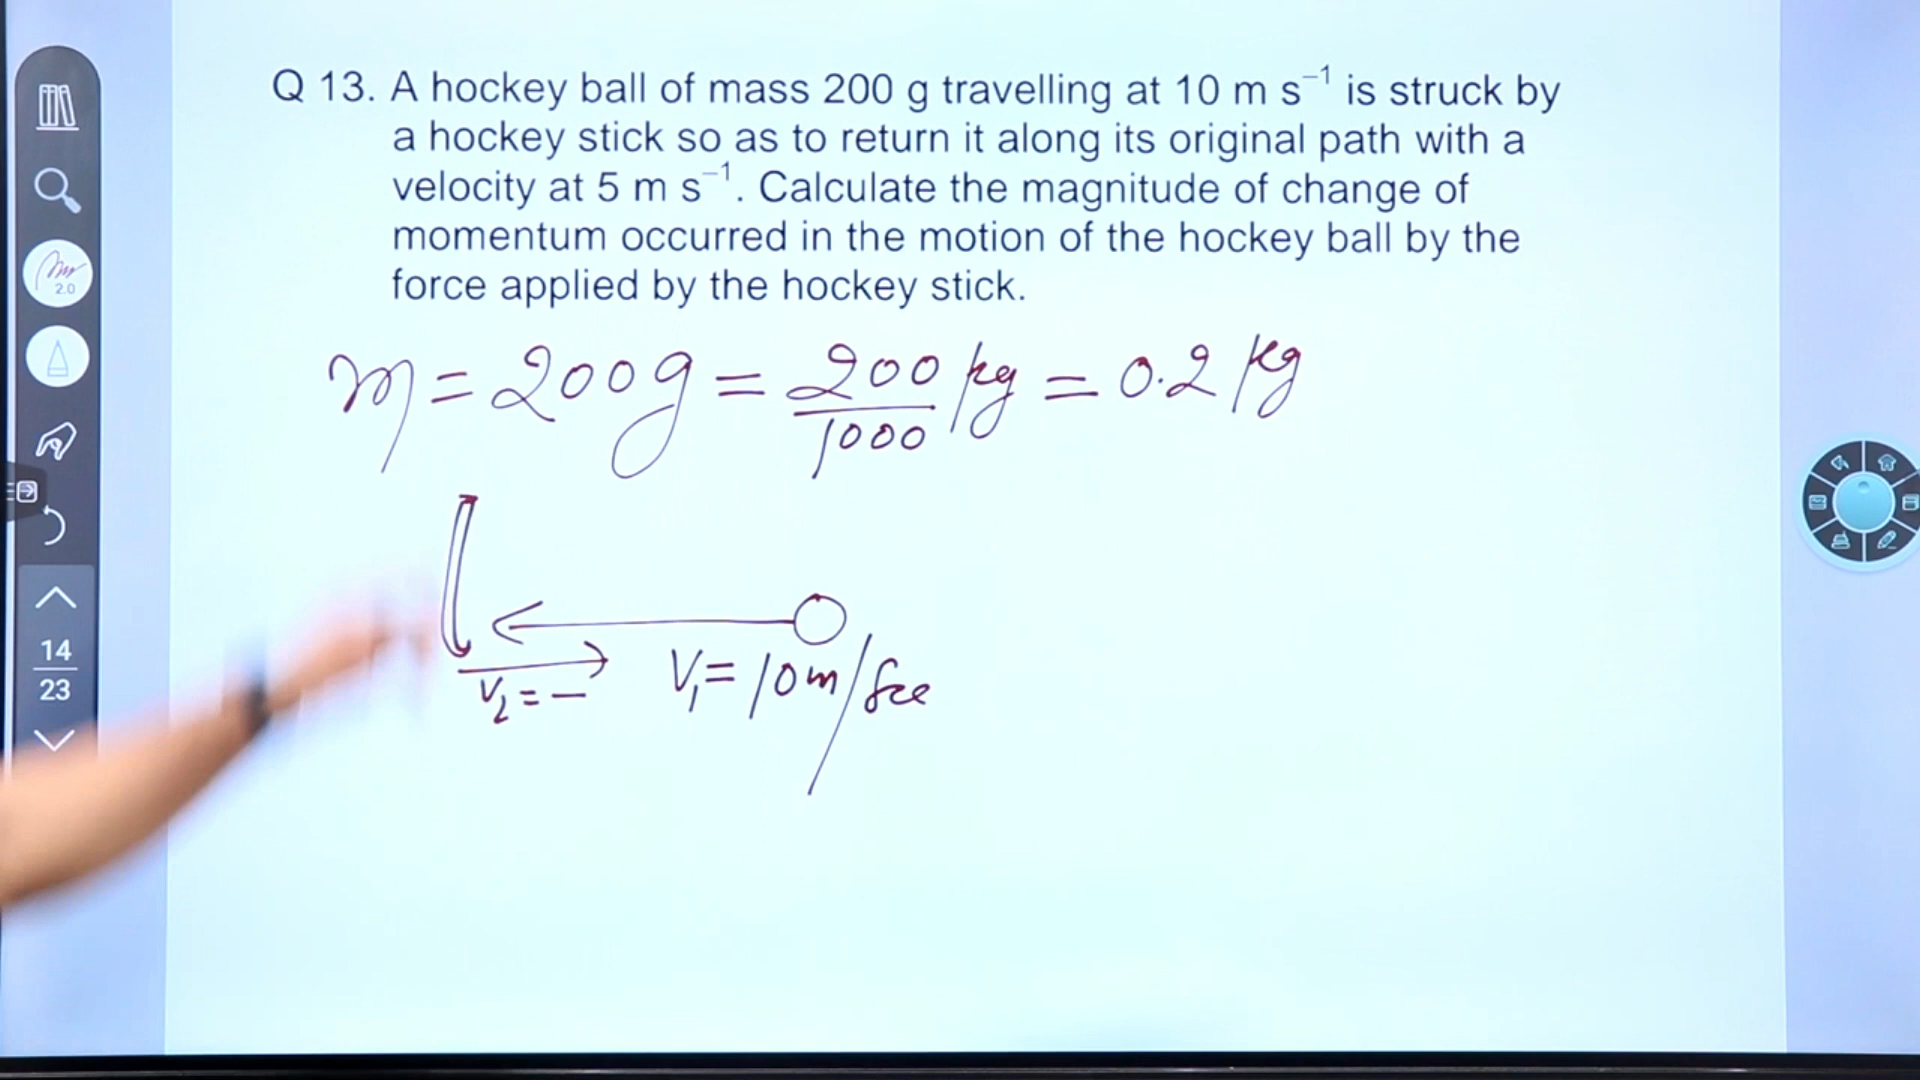 Q 13. A hockey ball of mass 200 g travelling at 10 m s⁻¹ is struck by
a hockey stick so as to return it along its original path with a
velocity at 5 m s⁻¹. Calculate the magnitude of change of
momentum occurred in the motion of the hockey ball by the
force applied by the hockey stick.
m = 200g = 200/1000 kg = 0.2 kg
V₂ = − V₁ = 10m/sec
2.0
14
23